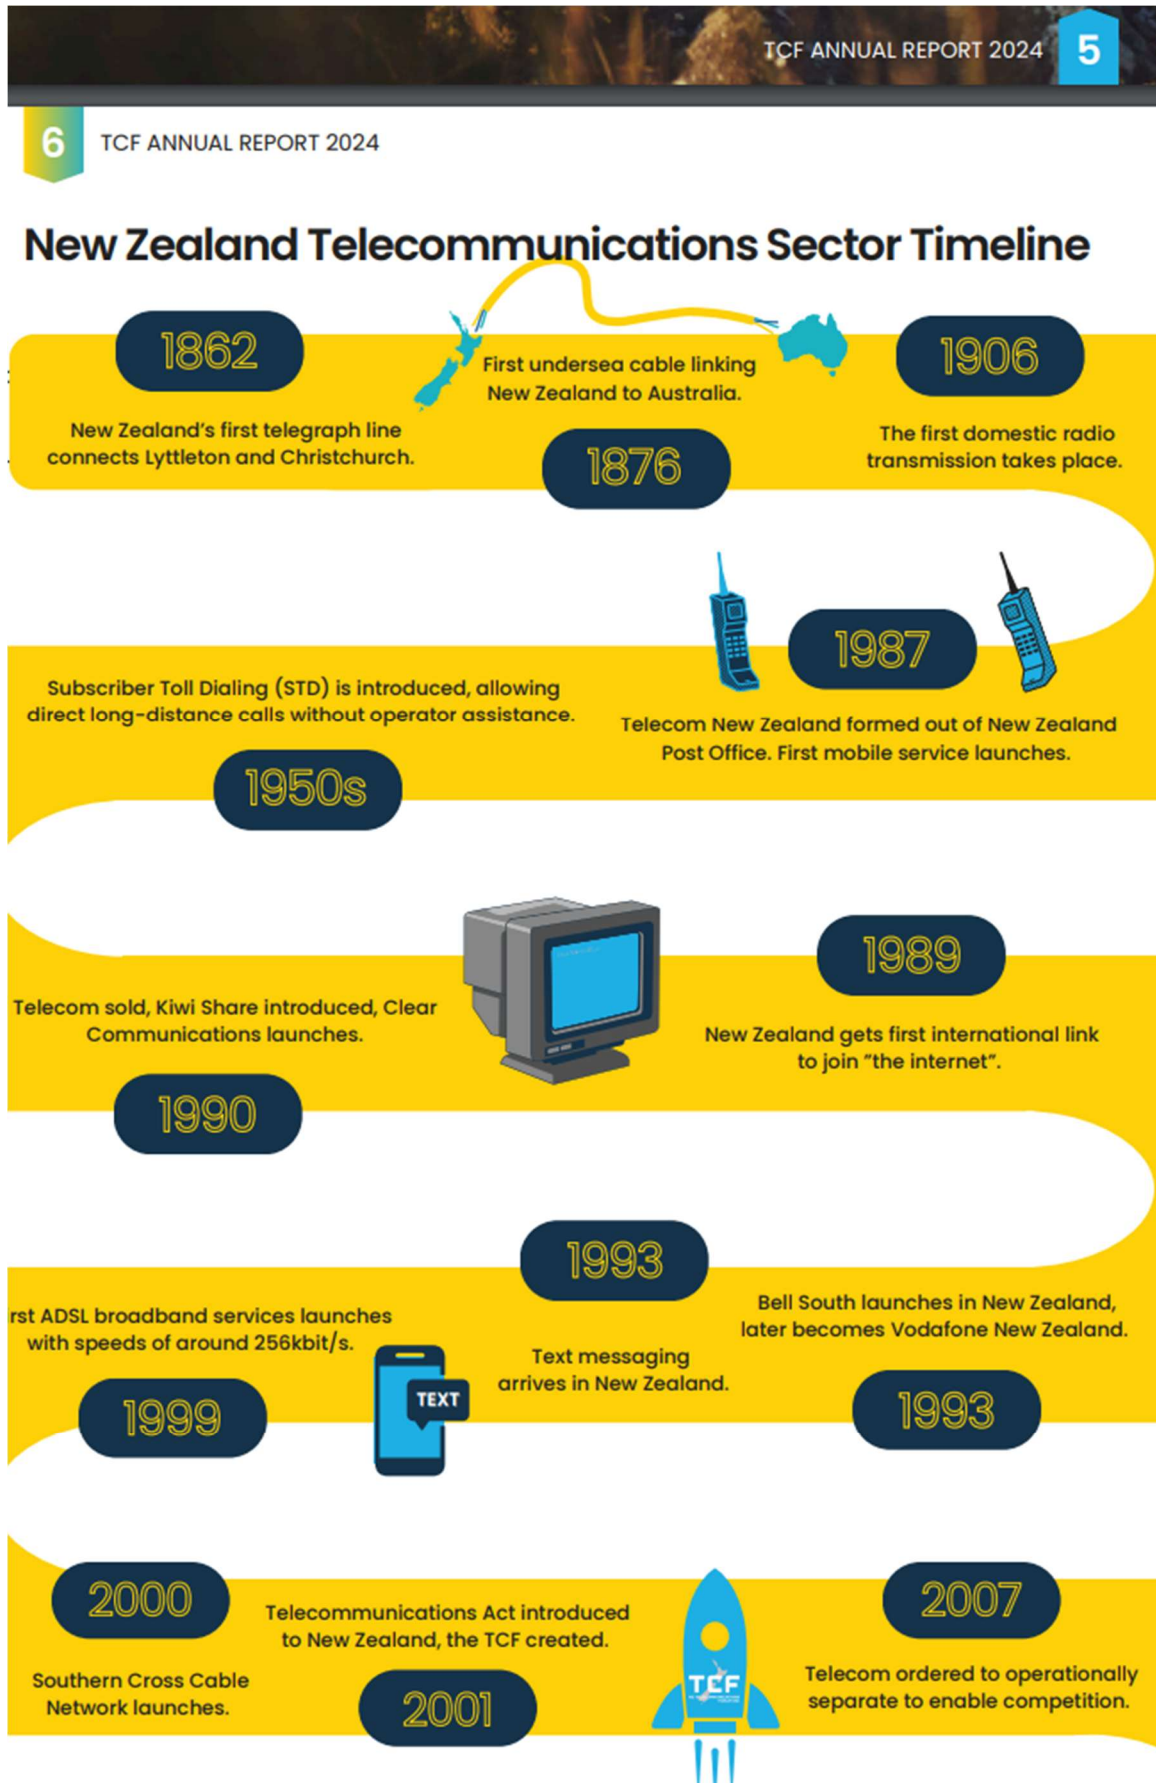 TCF ANNUAL REPORT 2024
5
6
TCF ANNUAL REPORT 2024
New Zealand Telecommunications Sector Timeline
1862
New Zealand's first telegraph line
connects Lyttleton and Christchurch.
First undersea cable linking
New Zealand to Australia.
1876
1906
The first domestic radio
transmission takes place.
1987
Telecom New Zealand formed out of New Zealand
Post Office. First mobile service launches.
Subscriber Toll Dialing (STD) is introduced, allowing
direct long-distance calls without operator assistance.
1950s
Telecom sold, Kiwi Share introduced, Clear
Communications launches.
1990
1989
New Zealand gets first international link
to join "the internet".
rst ADSL broadband services launches
with speeds of around 256kbit/s.
1999
TEXT
1993
Text messaging
arrives in New Zealand.
Bell South launches in New Zealand,
later becomes Vodafone New Zealand.
1993
2000
Southern Cross Cable
Network launches.
Telecommunications Act introduced
to New Zealand, the TCF created.
2001
TCF
2007
Telecom ordered to operationally
separate to enable competition.